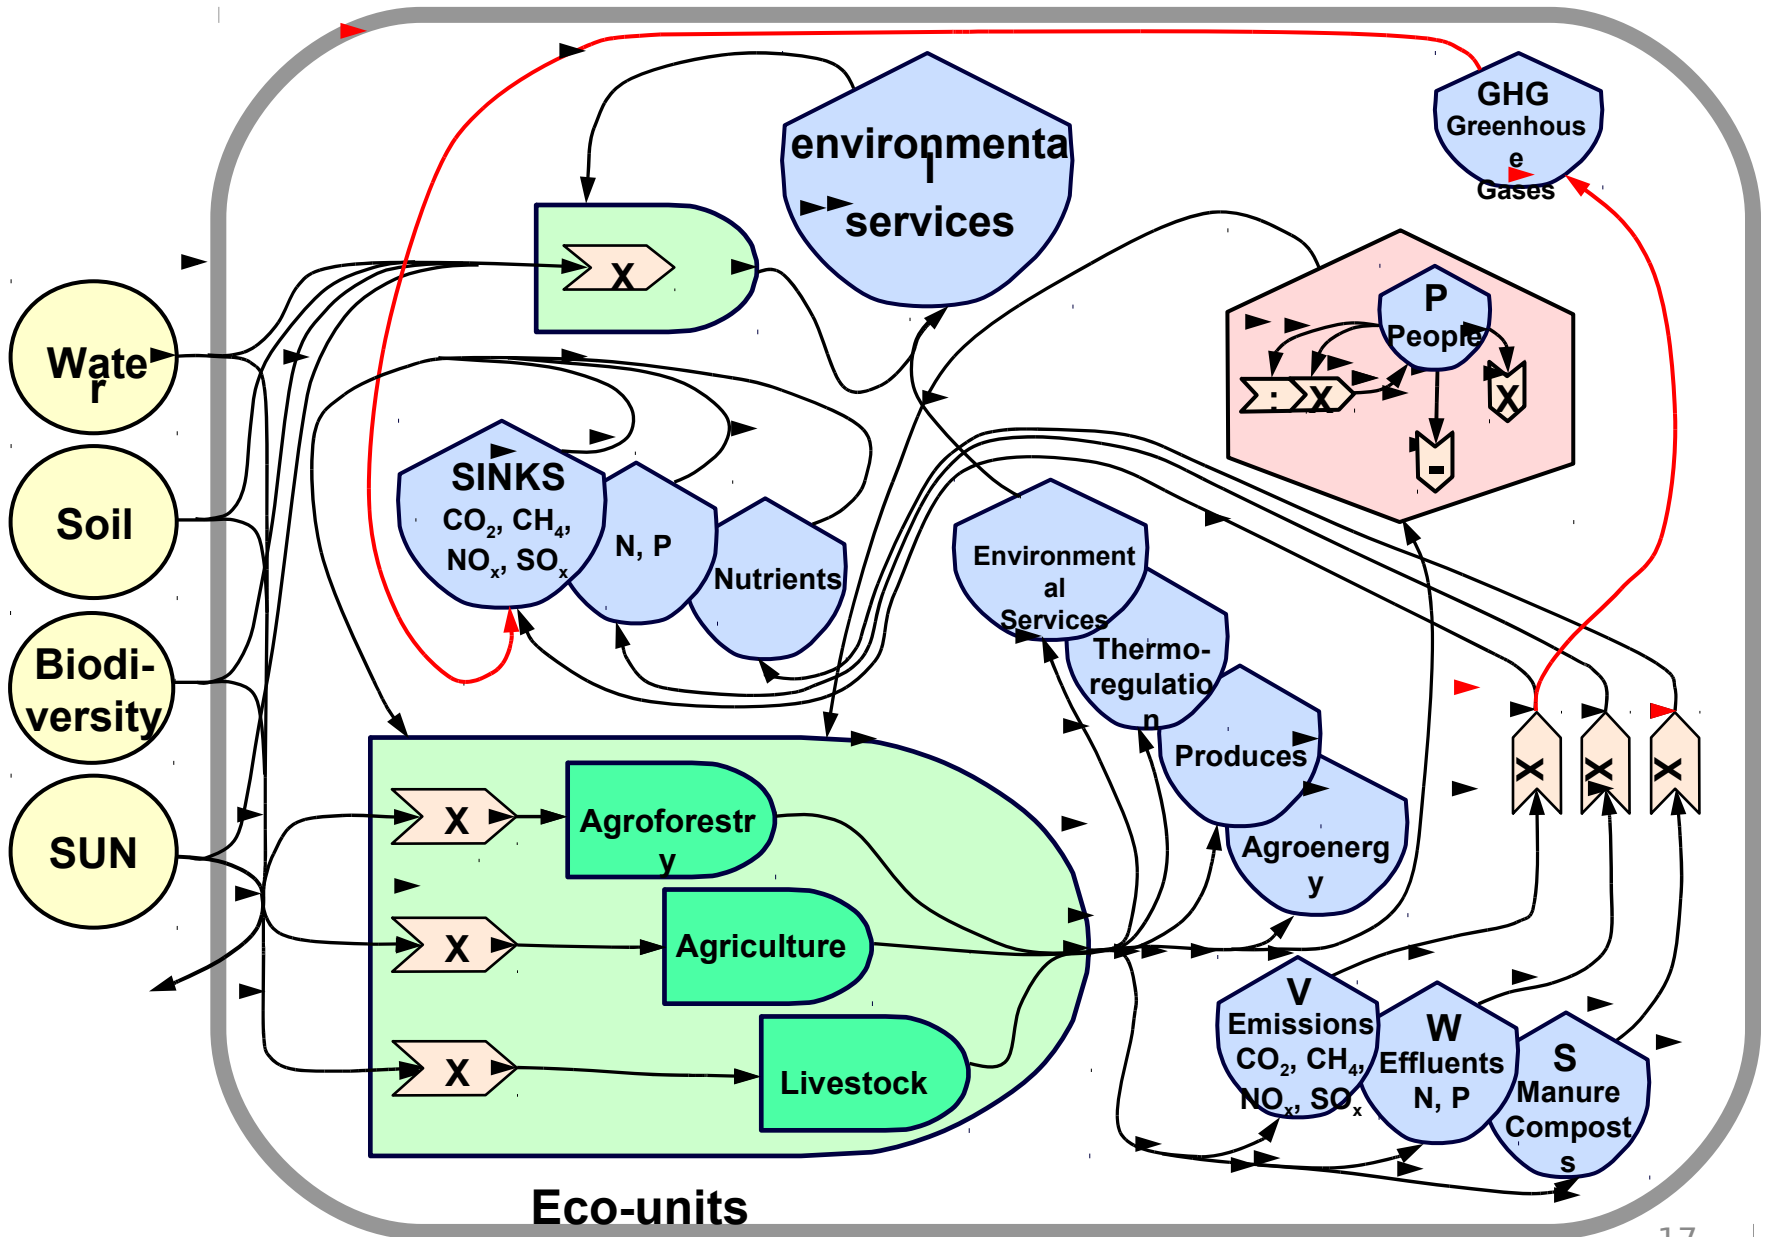 GHG
Greenhous
e
Gases
environmenta
l
services
X
P
People
:
X
X
-
Wate
r
Soil
Biodi-
versity
SUN
SINKS
CO2, CH4,
NOx, SOx
N, P
Nutrients
Environment
al
Services
Thermo-
regulatio
n
Produces
Agroenerg
y
X
X
X
X
Agroforestr
y
X
Agriculture
X
Livestock
V
Emissions
CO2, CH4,
NOx, SOx
W
Effluents
N, P
S
Manure
Compost
s
Eco-units
17